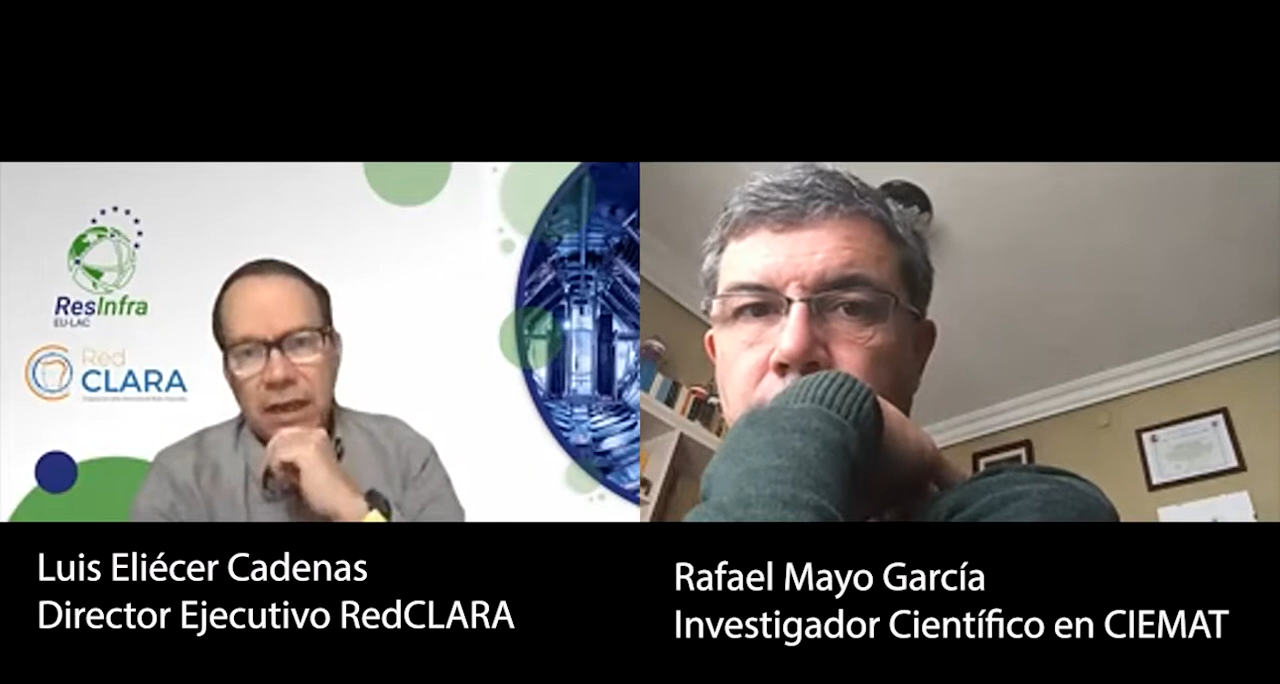 ResInfra
EU-LAC
Red
CLARA
Luis Eliécer Cadenas
Director Ejecutivo RedCLARA
Rafael Mayo García
Investigador Científico en CIEMAT